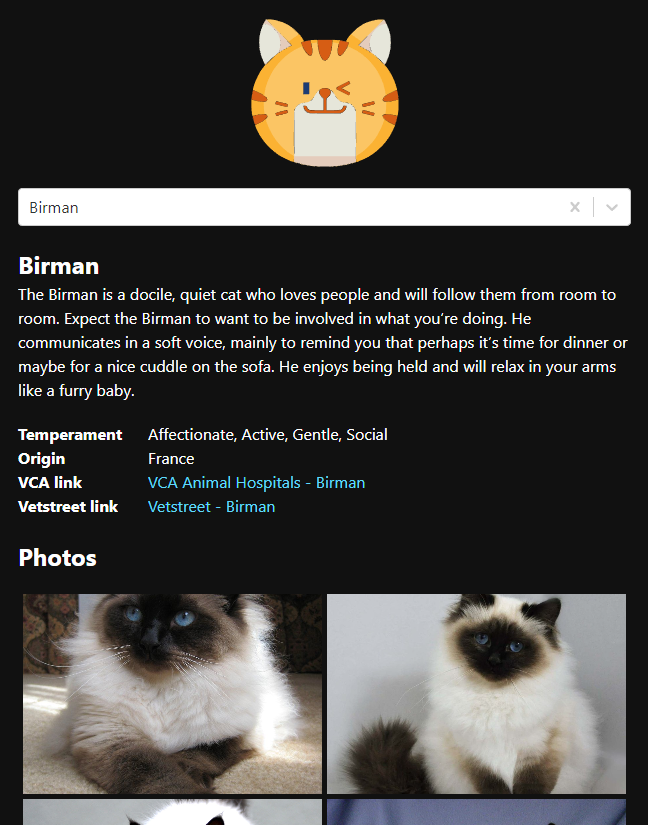 Birman
Birman
The Birman is a docile, quiet cat who loves people and will follow them from room to
room. Expect the Birman to want to be involved in what you’re doing. He
communicates in a soft voice, mainly to remind you that perhaps it’s time for dinner or
maybe for a nice cuddle on the sofa. He enjoys being held and will relax in your arms
like a furry baby.
Temperament Affectionate, Active, Gentle, Social
Origin France
VCA link VCA Animal Hospitals - Birman
Vetstreet link Vetstreet - Birman
Photos